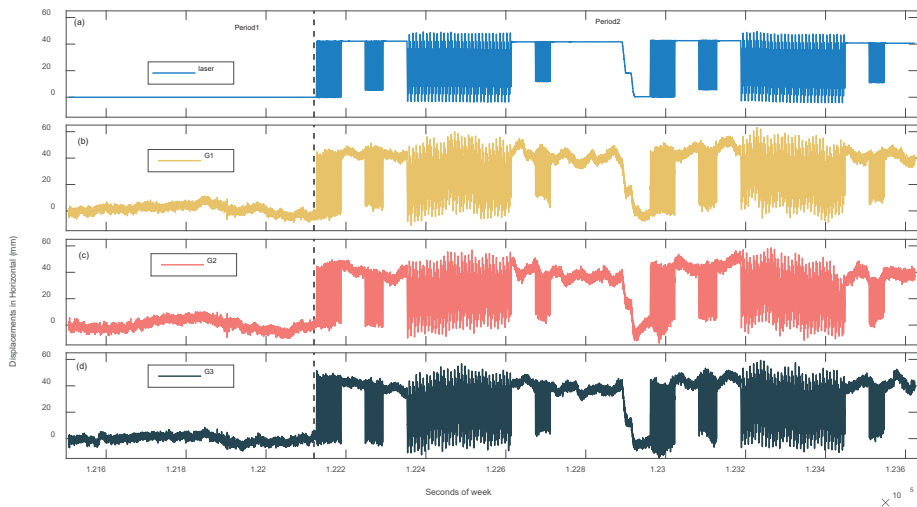 (a)
Period1
Period2
60
40
20
0
laser
(b)
60
40
20
0
G1
(c)
60
40
20
0
G2
(d)
60
40
20
0
G3
Displacements in Horizontal (mm)
1.216
1.218
1.22
1.222
1.224
1.226
1.228
1.23
1.232
1.234
1.236
Seconds of week
× 10 5